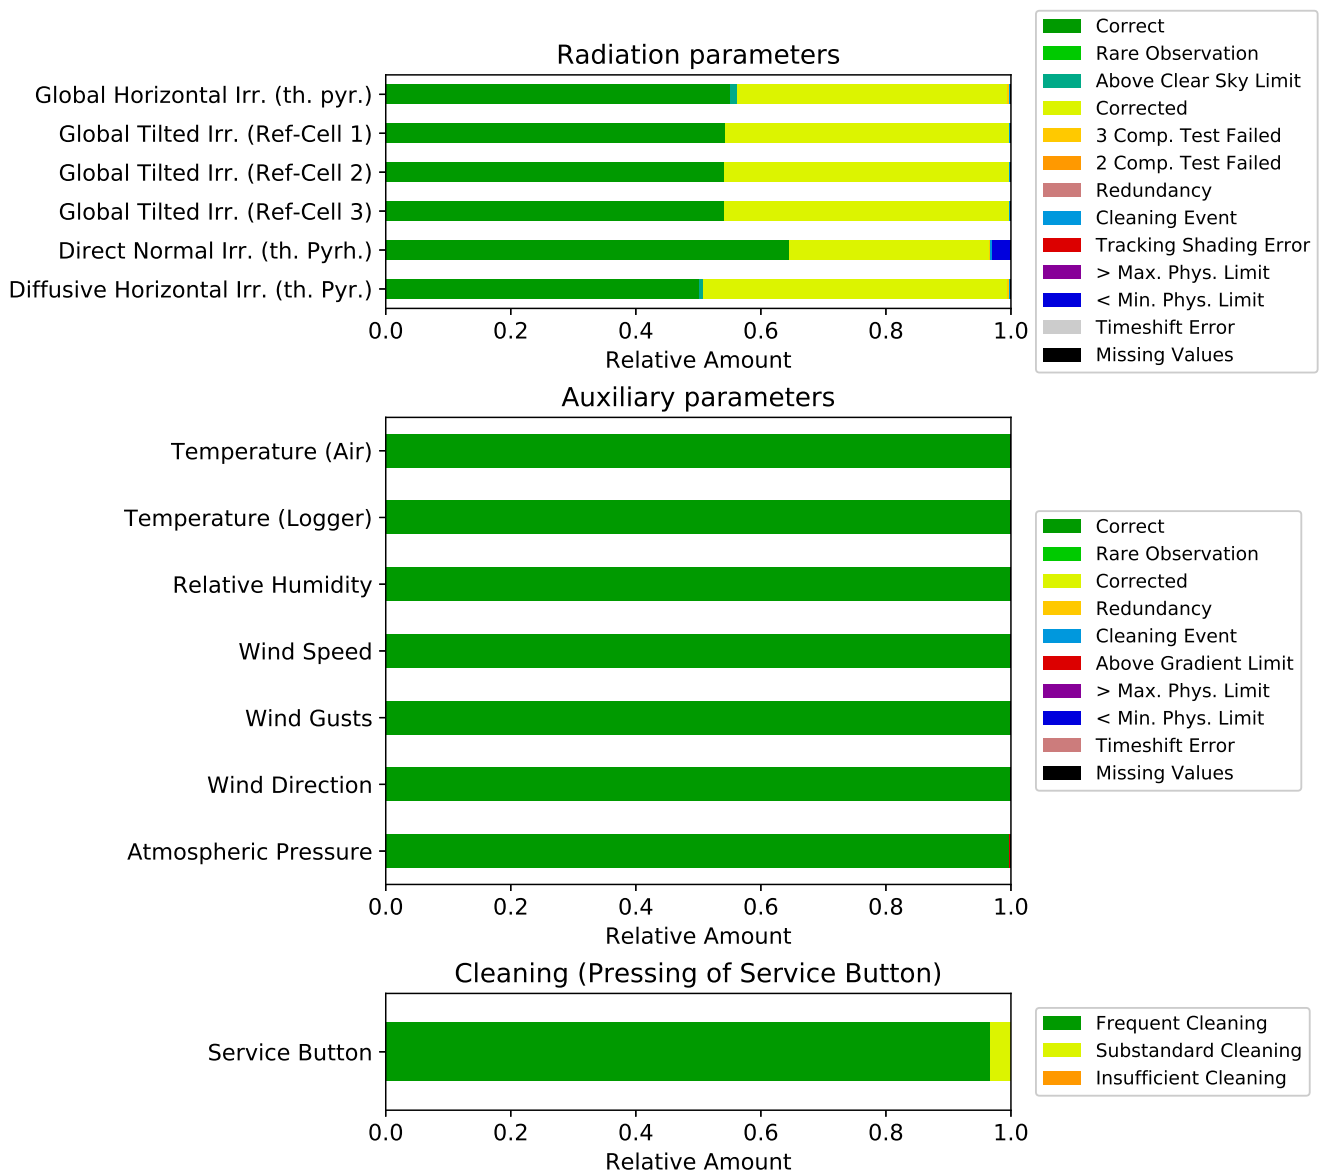 Radiation parameters
Global Horizontal Irr. (th. pyr.)
Global Tilted Irr. (Ref-Cell 1)
Global Tilted Irr. (Ref-Cell 2)
Global Tilted Irr. (Ref-Cell 3)
Direct Normal Irr. (th. Pyrh.)
Diffusive Horizontal Irr. (th. Pyr.)
0.0 0.2 0.4 0.6 0.8 1.0
Relative Amount
Correct
Rare Observation
Above Clear Sky Limit
Corrected
3 Comp. Test Failed
2 Comp. Test Failed
Redundancy
Cleaning Event
Tracking Shading Error
> Max. Phys. Limit
< Min. Phys. Limit
Timeshift Error
Missing Values
Auxiliary parameters
Temperature (Air)
Temperature (Logger)
Relative Humidity
Wind Speed
Wind Gusts
Wind Direction
Atmospheric Pressure
0.0 0.2 0.4 0.6 0.8 1.0
Relative Amount
Correct
Rare Observation
Corrected
Redundancy
Cleaning Event
Above Gradient Limit
> Max. Phys. Limit
< Min. Phys. Limit
Timeshift Error
Missing Values
Cleaning (Pressing of Service Button)
Service Button
0.0 0.2 0.4 0.6 0.8 1.0
Relative Amount
Frequent Cleaning
Substandard Cleaning
Insufficient Cleaning